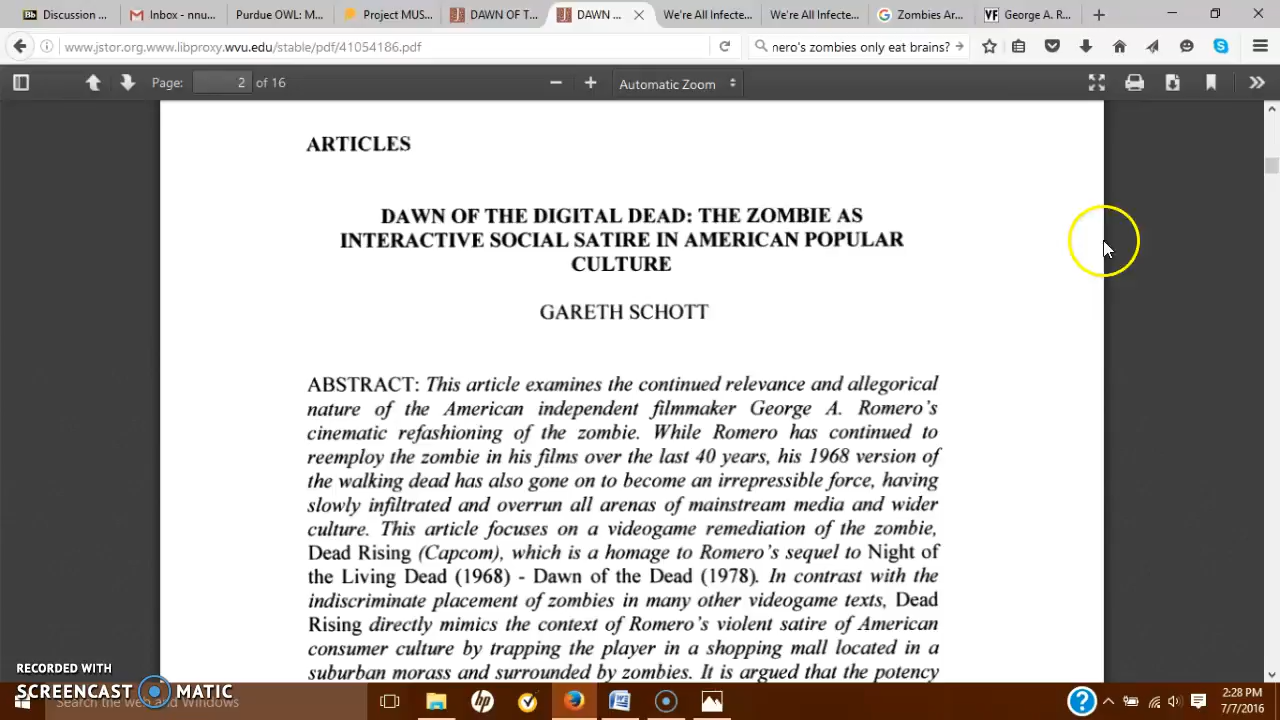 Discussion ...
Inbox - nnu...
Purdue OWL: M...
Project MUS...
DAWN OF T...
DAWN ...
We're All Infecte...
We're All Infecte...
Zombies Ar...
VF George A. R...
www.jstor.org.www.libproxy.wvu.edu/stable/pdf/41054186.pdf
nero's zombies only eat brains?
Page: 2 of 16
Automatic Zoom
ARTICLES
DAWN OF THE DIGITAL DEAD: THE ZOMBIE AS
INTERACTIVE SOCIAL SATIRE IN AMERICAN POPULAR
CULTURE
GARETH SCHOTT
ABSTRACT: This article examines the continued relevance and allegorical
nature of the American independent filmmaker George A. Romero's
cinematic refashioning of the zombie. While Romero has continued to
reemploy the zombie in his films over the last 40 years, his 1968 version of
the walking dead has also gone on to become an irrepressible force, having
slowly infiltrated and overrun all arenas of mainstream media and wider
culture. This article focuses on a videogame remediation of the zombie,
Dead Rising (Capcom), which is a homage to Romero's sequel to Night of
the Living Dead (1968) - Dawn of the Dead (1978). In contrast with the
indiscriminate placement of zombies in many other videogame texts, Dead
Rising directly mimics the context of Romero's violent satire of American
consumer culture by trapping the player in a shopping mall located in a
suburban morass and surrounded by zombies. It is argued that the potency
RECORDED WITH
SCREENCAST MATIC
Search the web and Windows
2:28 PM
7/7/2016